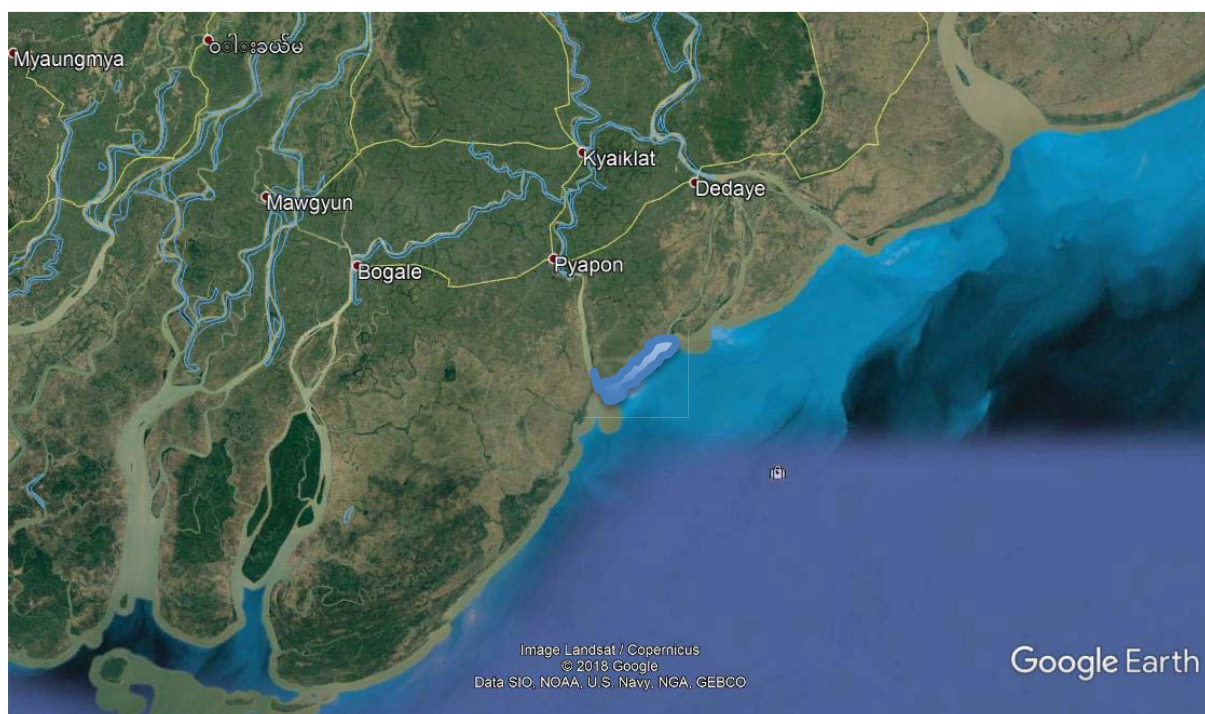 Myaungmya
ဝါးခယ်မ
Kyaiklat
Dedaye
Mawgyun
Pyapon
Bogale
Image Landsat / Copernicus
© 2018 Google
Data SIO, NOAA, U.S. Navy, NGA, GEBCO
Google Earth